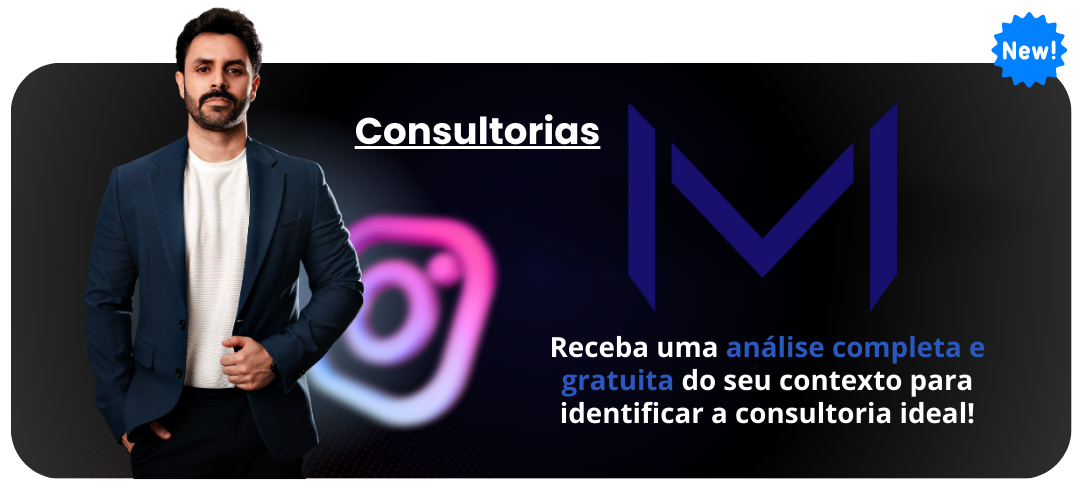 New!
Consultorias
Receba uma análise completa e
gratuita do seu contexto para
identificar a consultoria ideal!